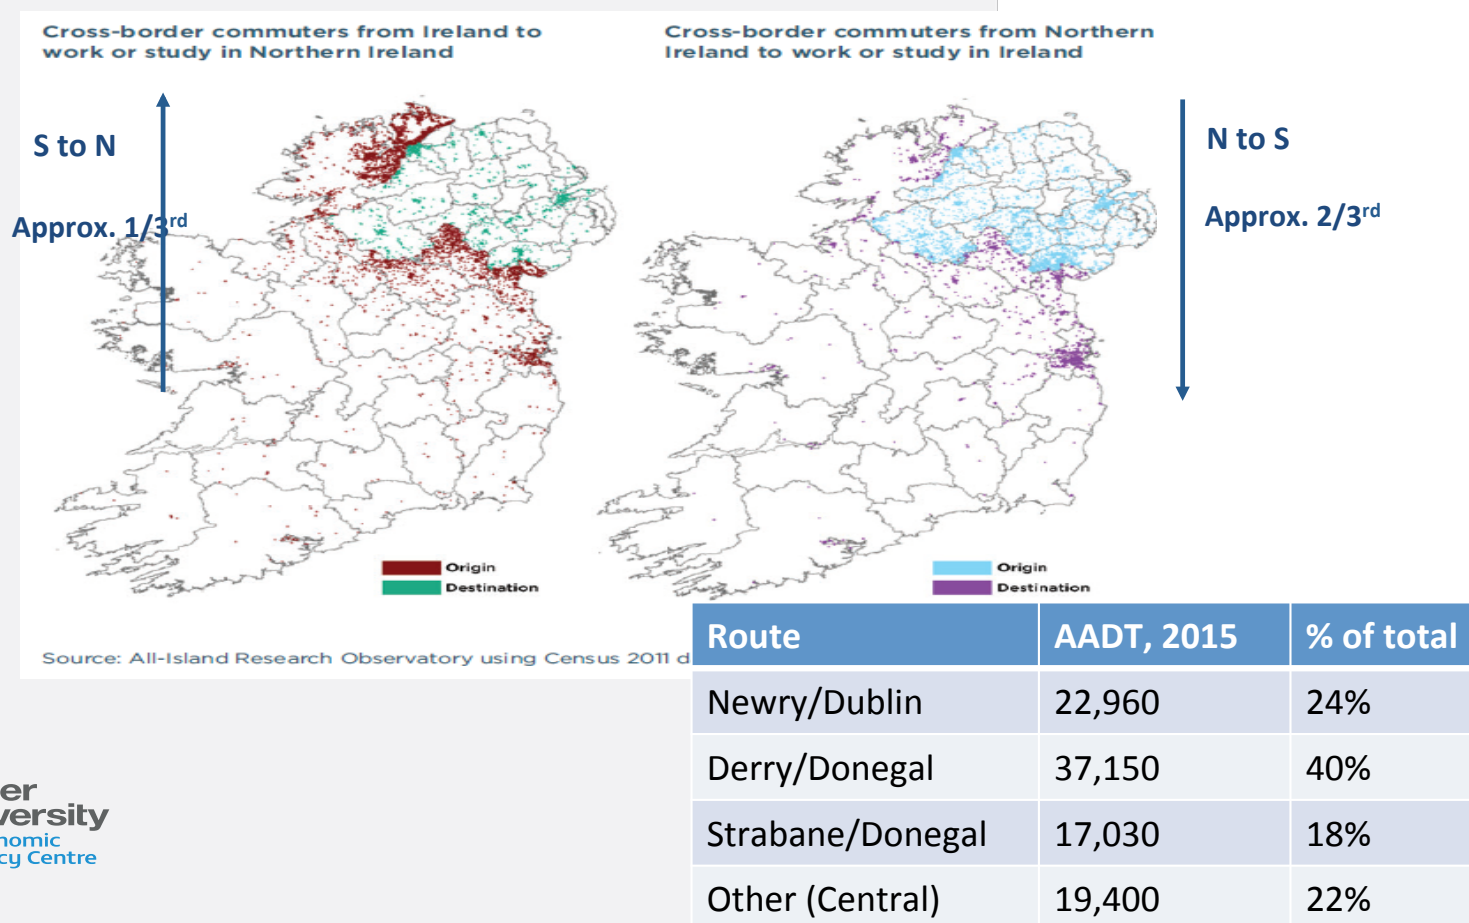 Cross-border commuters from Ireland to
work or study in Northern Ireland
Cross-border commuters from Northern
Ireland to work or study in Ireland
S to N
Approx. 1/3rd
N to S
Approx. 2/3rd
Origin
Destination
Origin
Destination
Source: All-Island Research Observatory using Census 2011 d
Route AADT, 2015 % of total
Newry/Dublin 22,960 24%
Derry/Donegal 37,150 40%
Strabane/Donegal 17,030 18%
Other (Central) 19,400 22%
er
versity
nomic
cy Centre